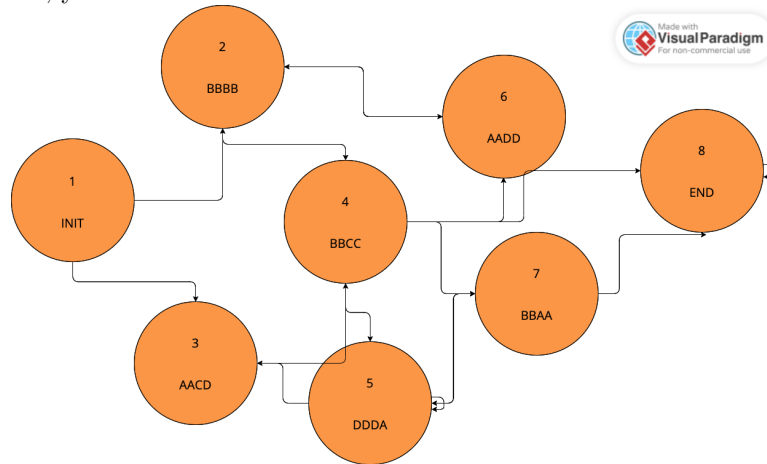 Made with
Visual Paradigm
For non-commercial use
2
BBBB
6
AADD
8
END
1
INIT
4
BBCC
7
BBAA
3
AACD
5
DDDA